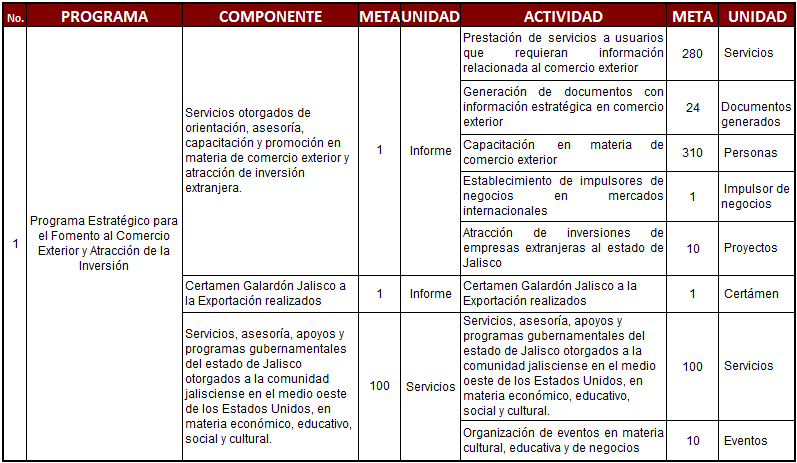 No. PROGRAMA COMPONENTE META UNIDAD ACTIVIDAD META UNIDAD
1
Programa Estratégico para
el Fomento al Comercio
Exterior y Atracción de la
Inversión
Servicios otorgados de
orientación, asesoría,
capacitación y promoción en
materia de comercio exterior y
atracción de inversión
extranjera.
1
Informe
Prestación de servicios a usuarios
que requieran información
relacionada al comercio exterior
280
Servicios
Generación de documentos con
información estratégica en comercio
exterior
24
Documentos
generados
Capacitación en materia de
comercio exterior
310
Personas
Establecimiento de impulsores de
negocios en mercados
internacionales
1
Impulsor de
negocios
Atracción de inversiones de
empresas extranjeras al estado de
Jalisco
10
Proyectos
Certamen Galardón Jalisco a
la Exportación realizados
1
Informe
Certamen Galardón Jalisco a la
Exportación realizados
1
Certámen
Servicios, asesoría, apoyos y
programas gubernamentales
del estado de Jalisco
otorgados a la comunidad
jalisciense en el medio oeste
de los Estados Unidos, en
materia económico, educativo,
social y cultural.
100
Servicios
Servicios, asesoría, apoyos y
programas gubernamentales del
estado de Jalisco otorgados a la
comunidad jalisciense en el medio
oeste de los Estados Unidos, en
materia económico, educativo,
social y cultural.
100
Servicios
Organización de eventos en materia
cultural, educativa y de negocios
10
Eventos